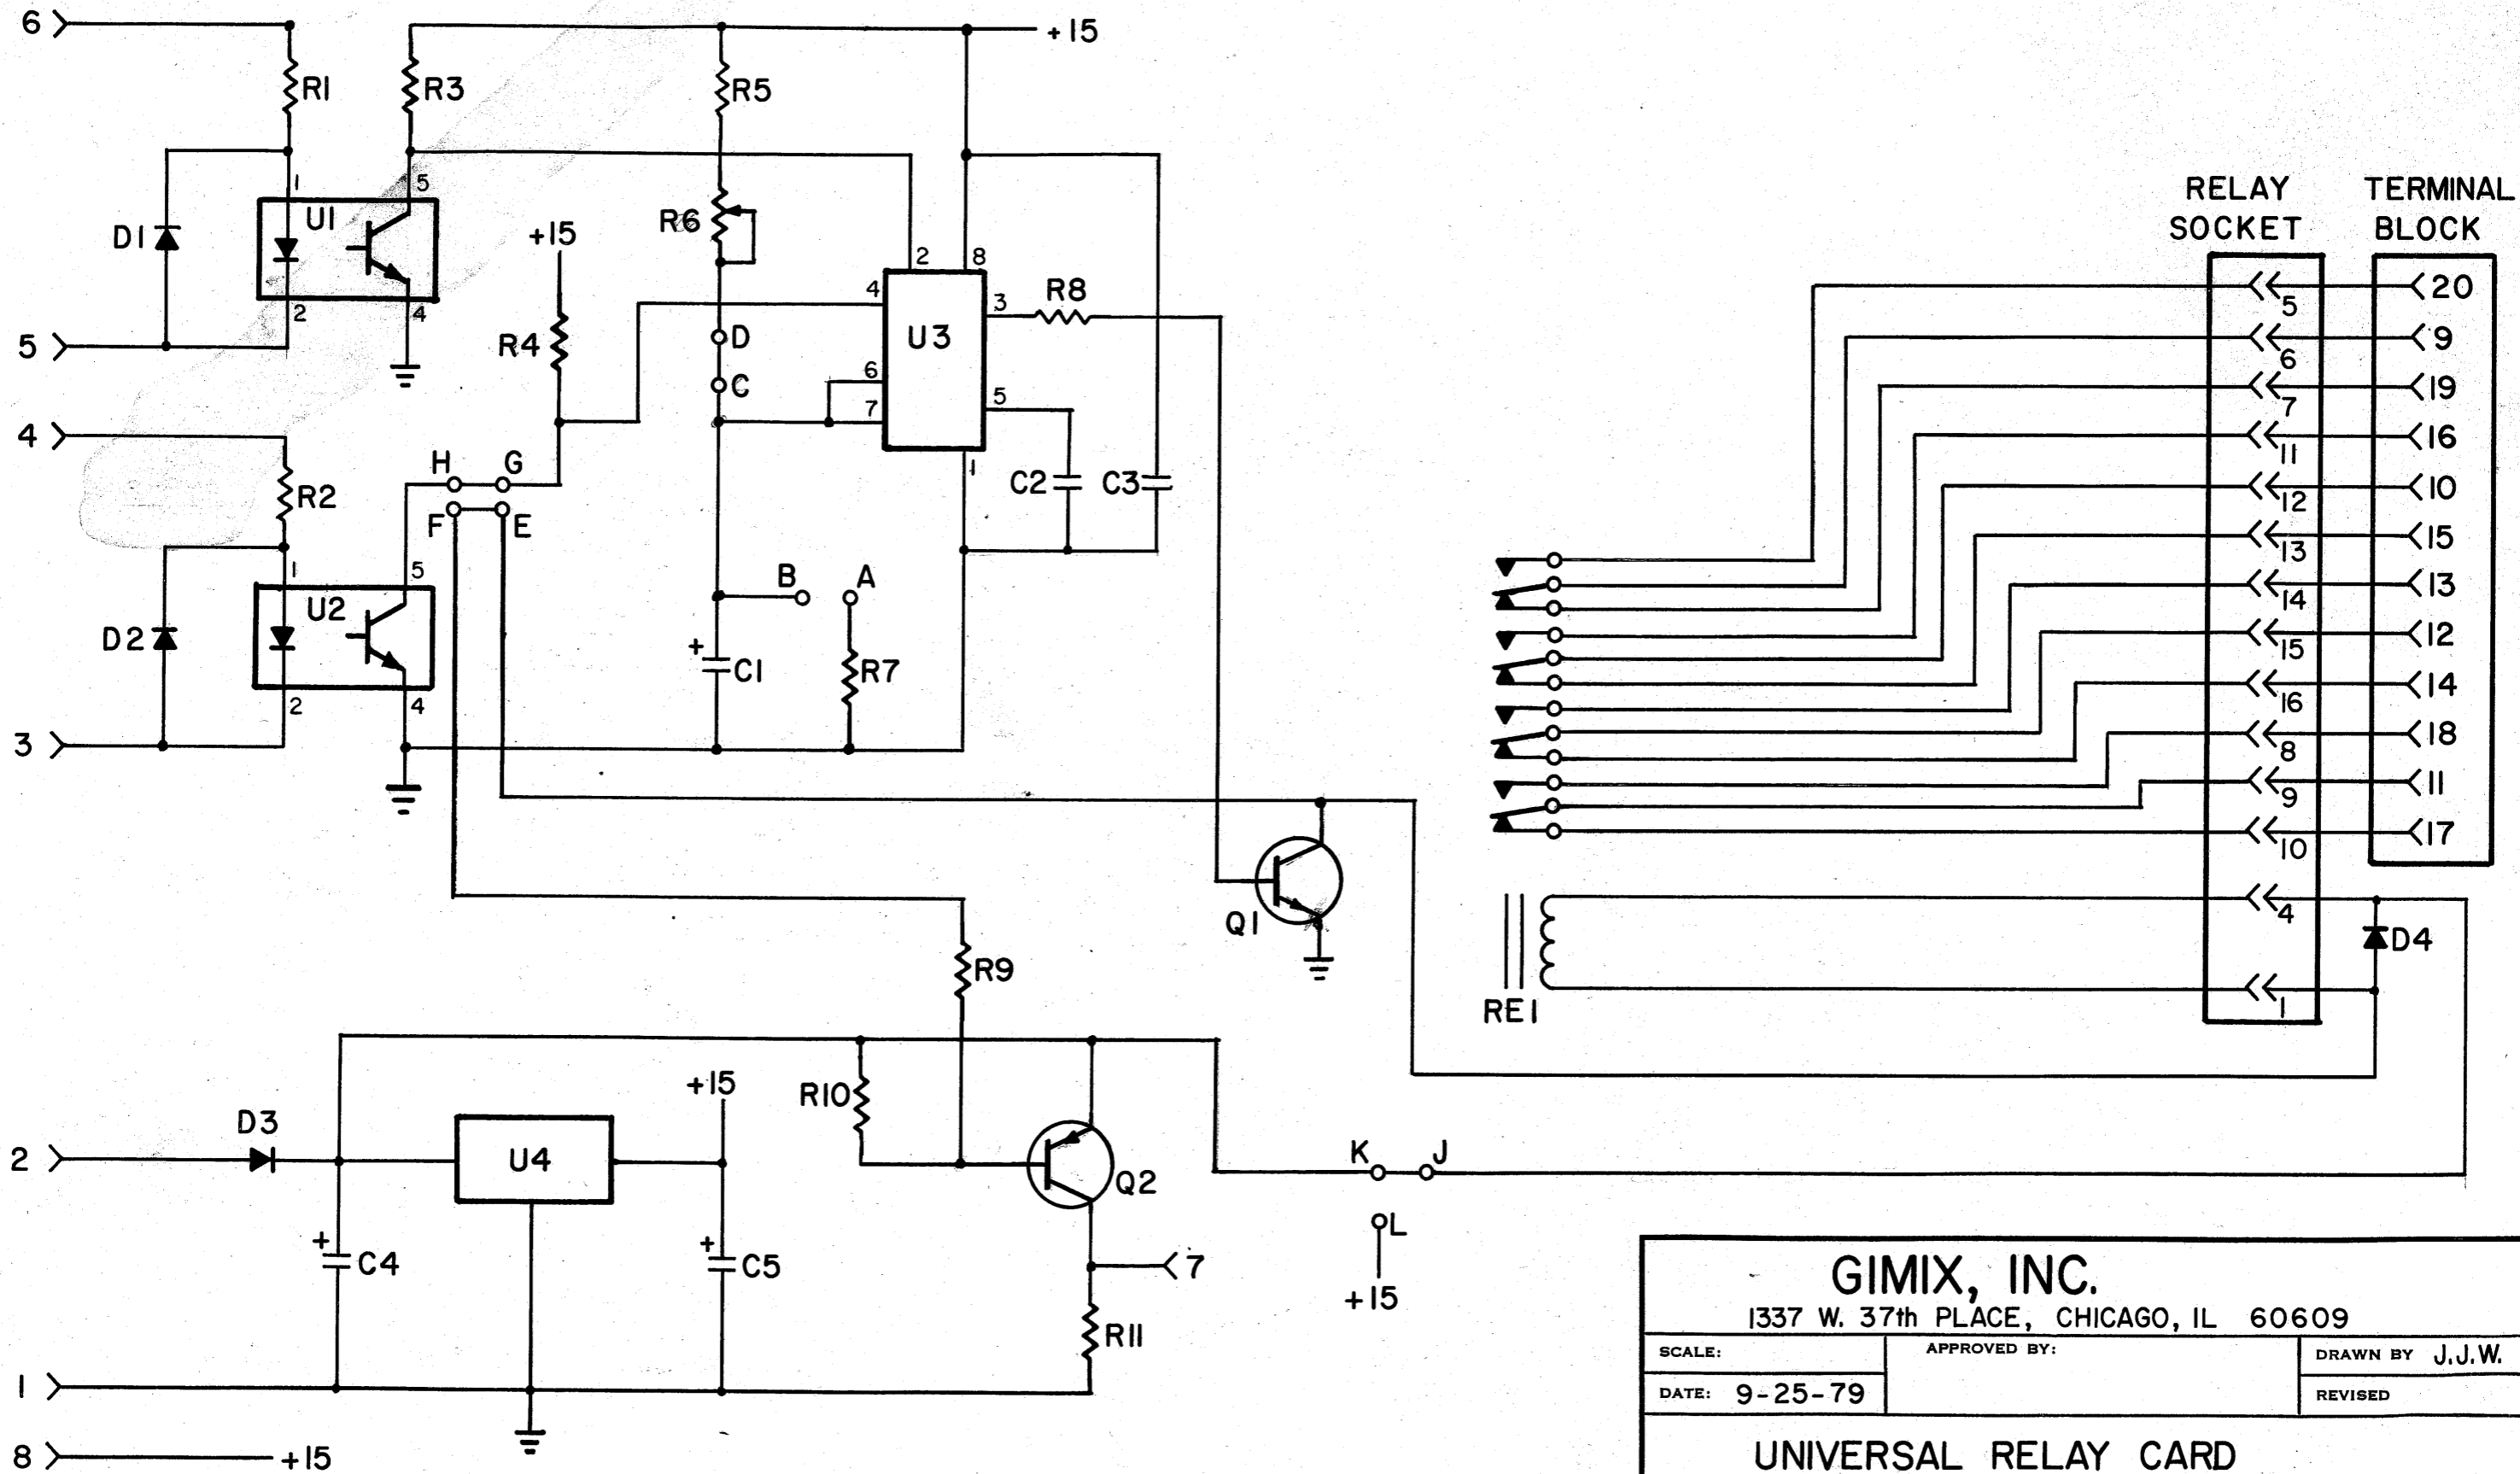 6
+15
R1
R3
R5
1
5
U1
D1
R6
+15
2
8
2
4
4
R8
3
U3
R4
D
5
C
6
7
5
4
H
G
1
C2
C3
R2
F
E
1
5
B
A
U2
D2
+
C1
R7
2
4
3
Q1
R9
RELAY SOCKET
TERMINAL BLOCK
5
20
6
9
7
19
11
16
12
10
13
15
14
13
15
12
16
14
8
18
9
11
10
17
4
D4
RE1
1
R10
+15
D3
2
U4
K
J
Q2
L
+
C4
+
C5
7
+15
R11
1
8
+15
GIMIX, INC.
1337 W. 37th PLACE, CHICAGO, IL 60609
SCALE:
APPROVED BY:
DRAWN BY J.J.W.
DATE: 9-25-79
REVISED
UNIVERSAL RELAY CARD